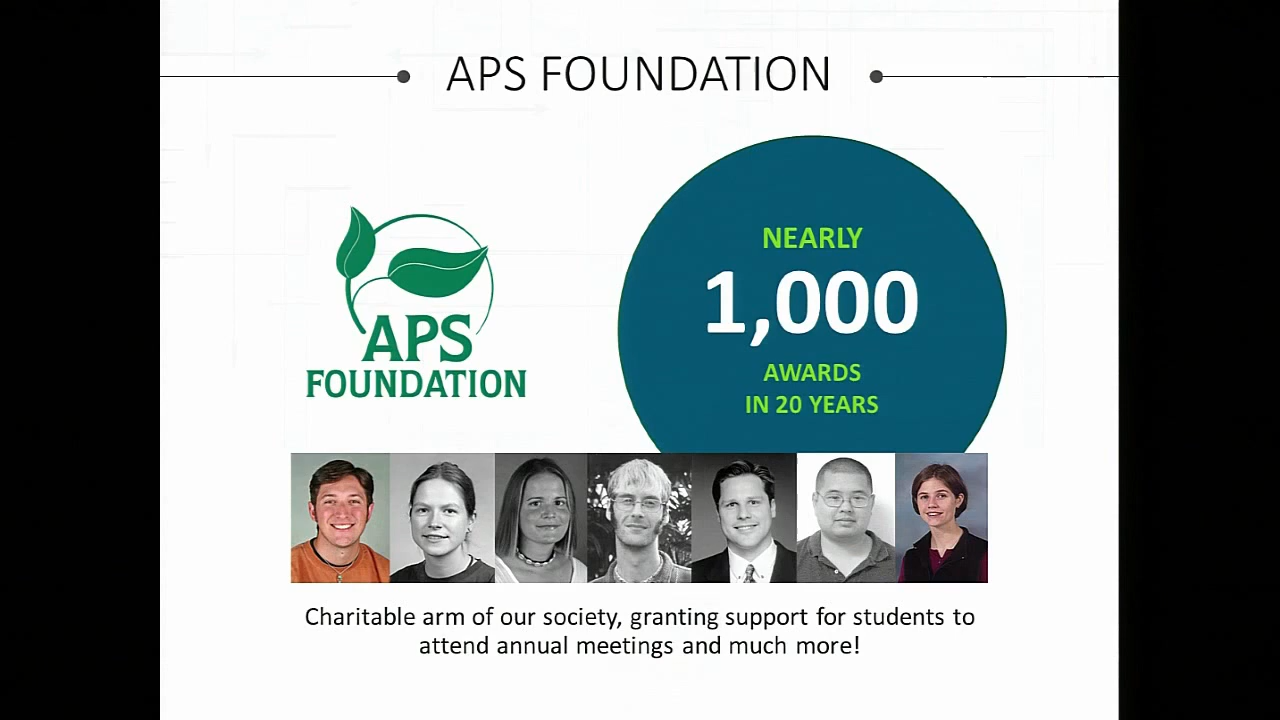 APS FOUNDATION
APS
FOUNDATION
NEARLY
1,000
AWARDS
IN 20 YEARS
Charitable arm of our society, granting support for students to
attend annual meetings and much more!